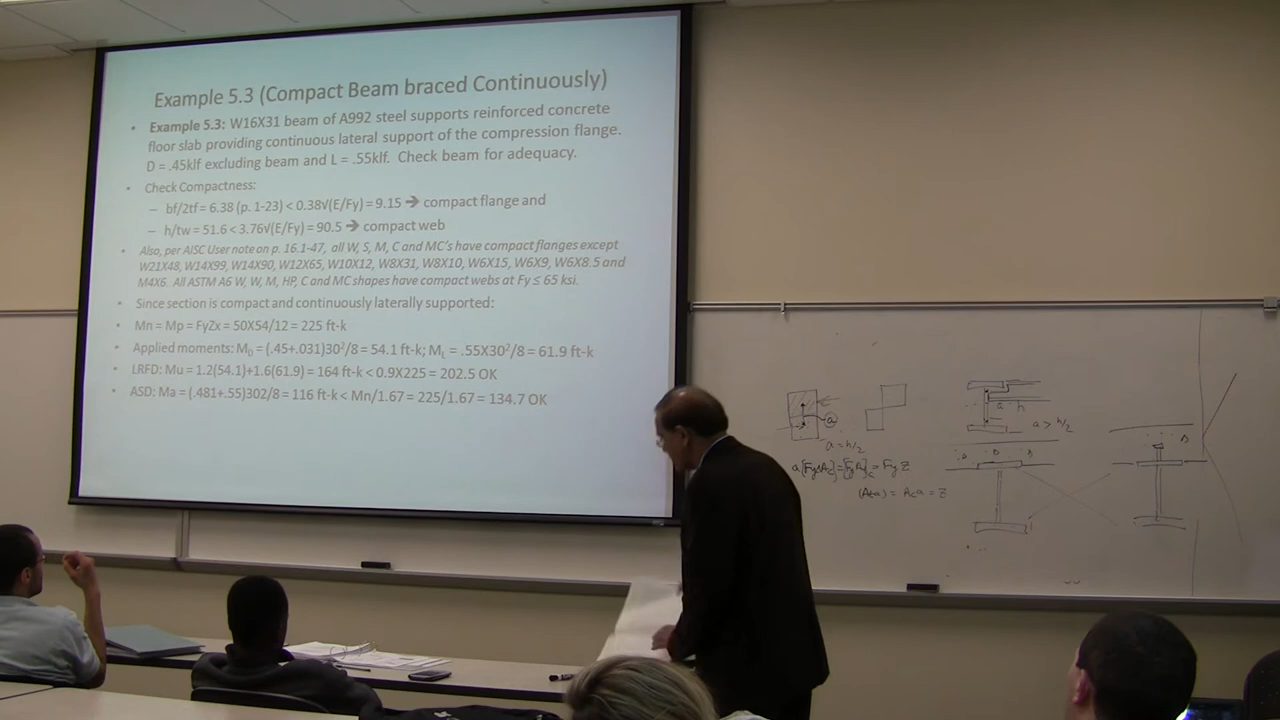 Example 5.3 (Compact Beam braced Continuously)
• Example 5.3: W16X31 beam of A992 steel supports reinforced concrete
floor slab providing continuous lateral support of the compression flange.
D = .45klf excluding beam and L = .55klf. Check beam for adequacy.
• Check Compactness:
– bf/2tf = 6.38 (p. 1-23) < 0.38√(E/Fy) = 9.15 → compact flange and
– h/tw = 51.6 < 3.76√(E/Fy) = 90.5 → compact web
• Also, per AISC User note on p. 16.1-47, all W, S, M, C and MC's have compact flanges except
W21X48, W14X99, W14X90, W12X65, W10X12, W8X31, W8X10, W6X15, W6X9, W6X8.5 and
M4X6. All ASTM A6 W, W, M, HP, C and MC shapes have compact webs at Fy ≤ 65 ksi.
• Since section is compact and continuously laterally supported:
• Mn = Mp = FyZx = 50X54/12 = 225 ft-k
• Applied moments: M_D = (.45+.031)30²/8 = 54.1 ft-k; M_L = .55X30²/8 = 61.9 ft-k
• LRFD: Mu = 1.2(54.1)+1.6(61.9) = 164 ft-k < 0.9X225 = 202.5 OK
• ASD: Ma = (.481+.55)302/8 = 116 ft-k < Mn/1.67 = 225/1.67 = 134.7 OK
a
a = h/2
a h
a > h/2
= Fy Z
= Aca = Z